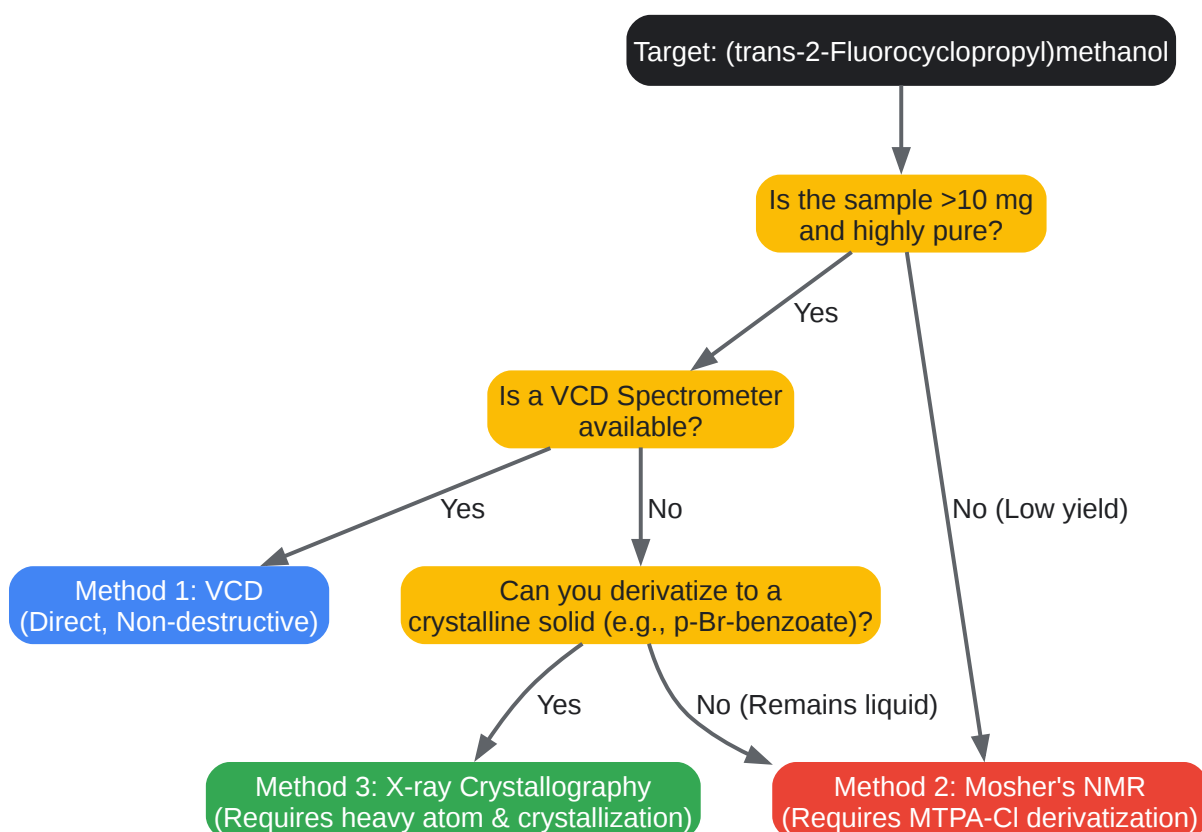 Target: (trans-2-Fluorocyclopropyl)methanol
Is the sample >10 mg
and highly pure?
Yes
Is a VCD Spectrometer
available?
Yes
No
No (Low yield)
Method 1: VCD
(Direct, Non-destructive)
Can you derivatize to a
crystalline solid (e.g., p-Br-benzoate)?
Yes
No (Remains liquid)
Method 3: X-ray Crystallography
(Requires heavy atom & crystallization)
Method 2: Mosher's NMR
(Requires MTPA-Cl derivatization)